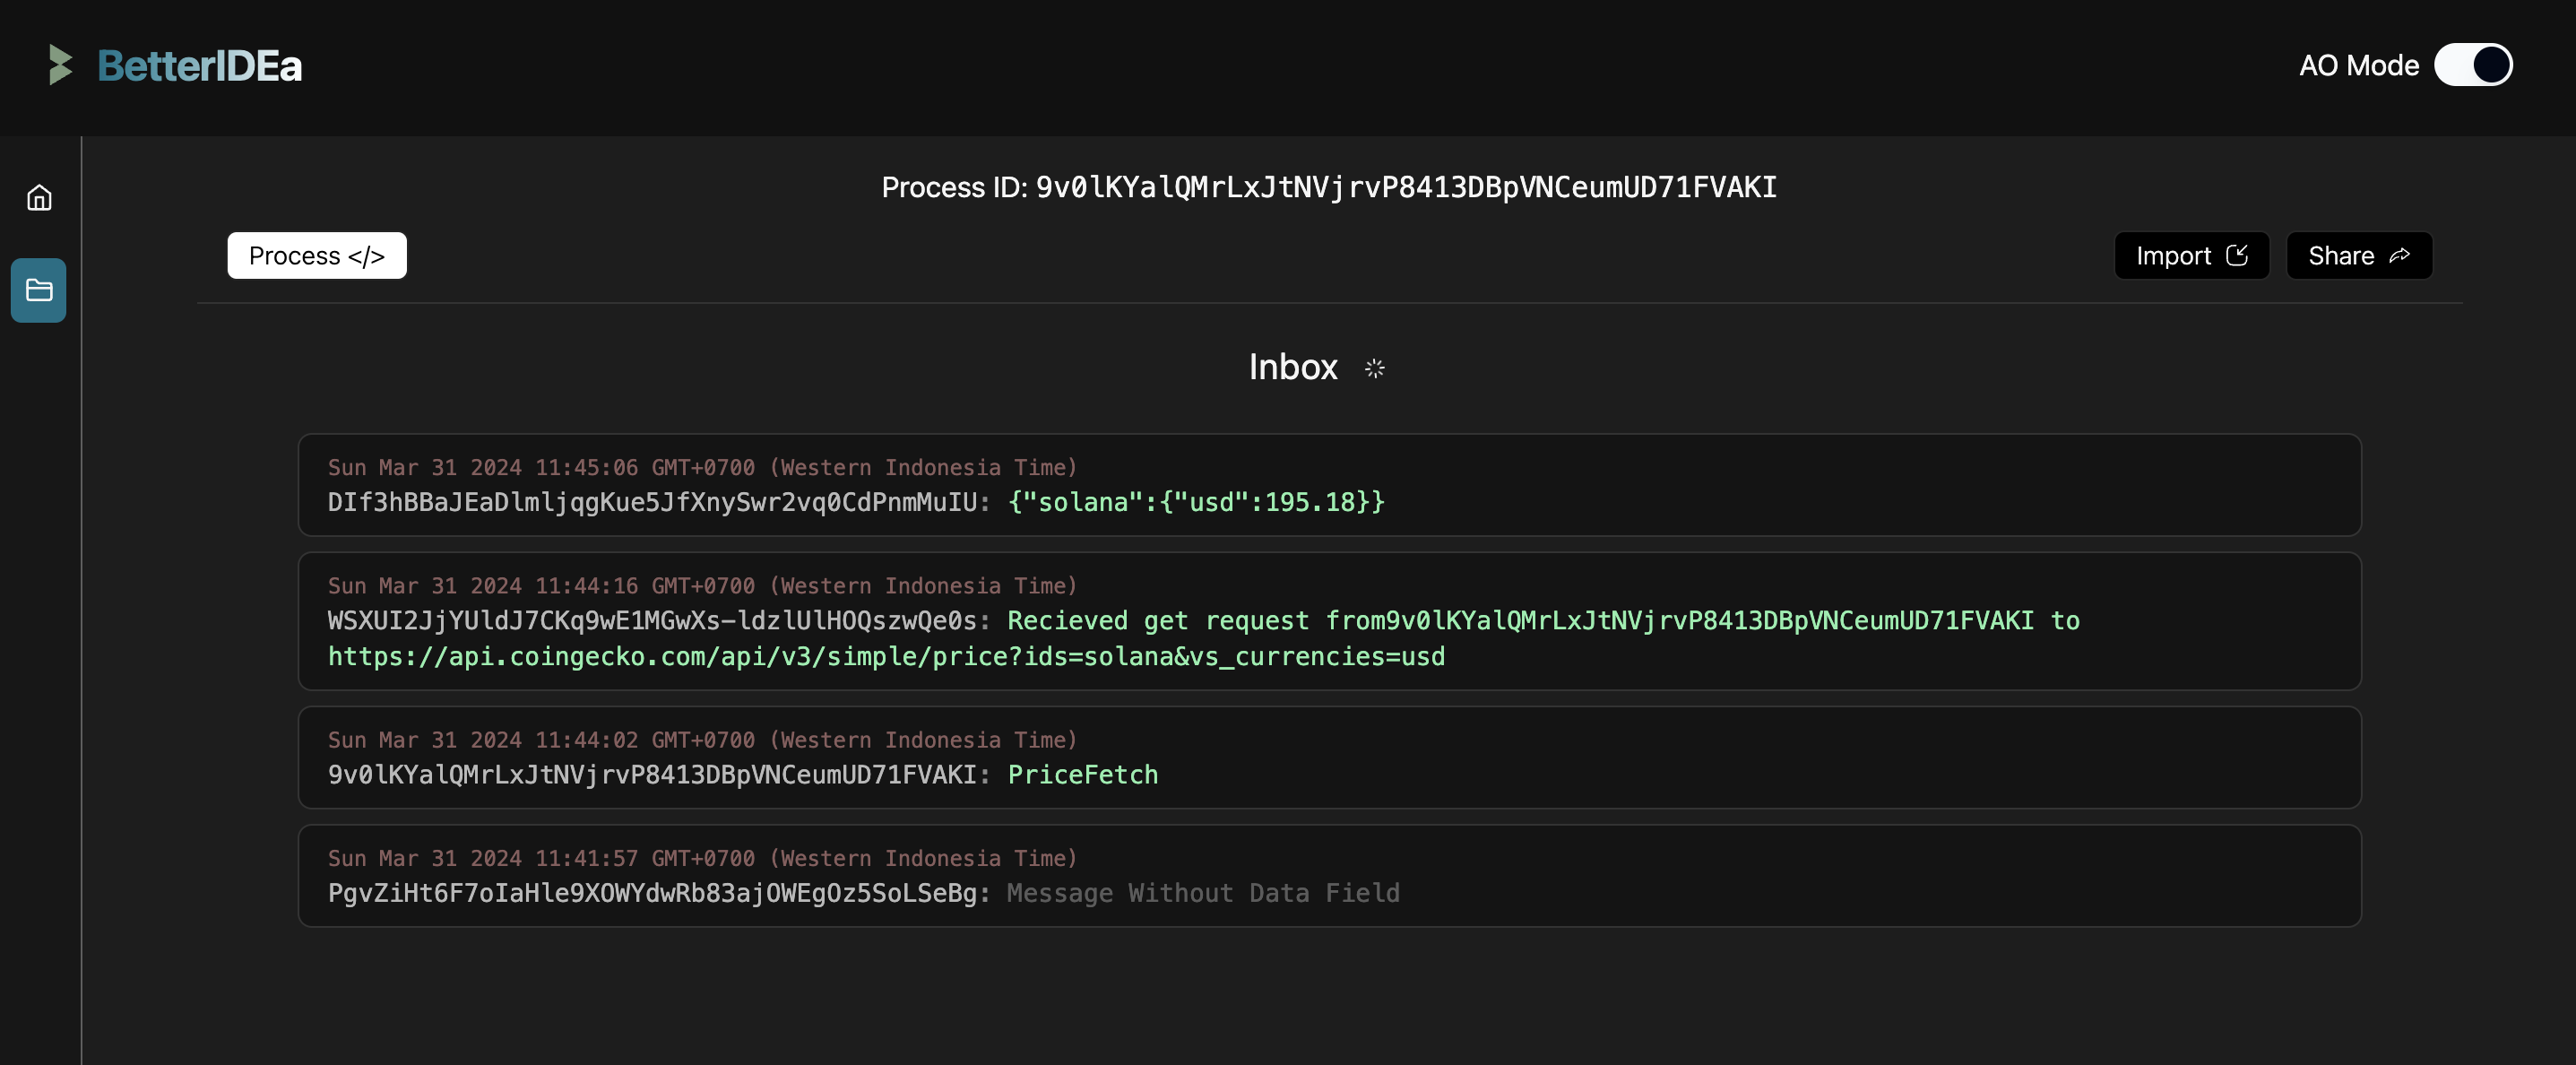 BetterIDEa
AO Mode
Process ID: 9v0lKYalQMrLxJtNVjrvP8413DBpVNCeumUD71FVAKI
Process </>
Import
Share
Inbox
Sun Mar 31 2024 11:45:06 GMT+0700 (Western Indonesia Time)
DIf3hBBaJEaDlmljqgKue5JfXnySwr2vq0CdPnmMuIU: {"solana":{"usd":195.18}}
Sun Mar 31 2024 11:44:16 GMT+0700 (Western Indonesia Time)
WSXUI2JjYUldJ7CKq9wE1MGwXs-ldzlUlHOQszwQe0s: Recieved get request from9v0lKYalQMrLxJtNVjrvP8413DBpVNCeumUD71FVAKI to
https://api.coingecko.com/api/v3/simple/price?ids=solana&vs_currencies=usd
Sun Mar 31 2024 11:44:02 GMT+0700 (Western Indonesia Time)
9v0lKYalQMrLxJtNVjrvP8413DBpVNCeumUD71FVAKI: PriceFetch
Sun Mar 31 2024 11:41:57 GMT+0700 (Western Indonesia Time)
PgvZiHt6F7oIaHle9XOWYdwRb83ajOWEgOz5SoLSeBg: Message Without Data Field